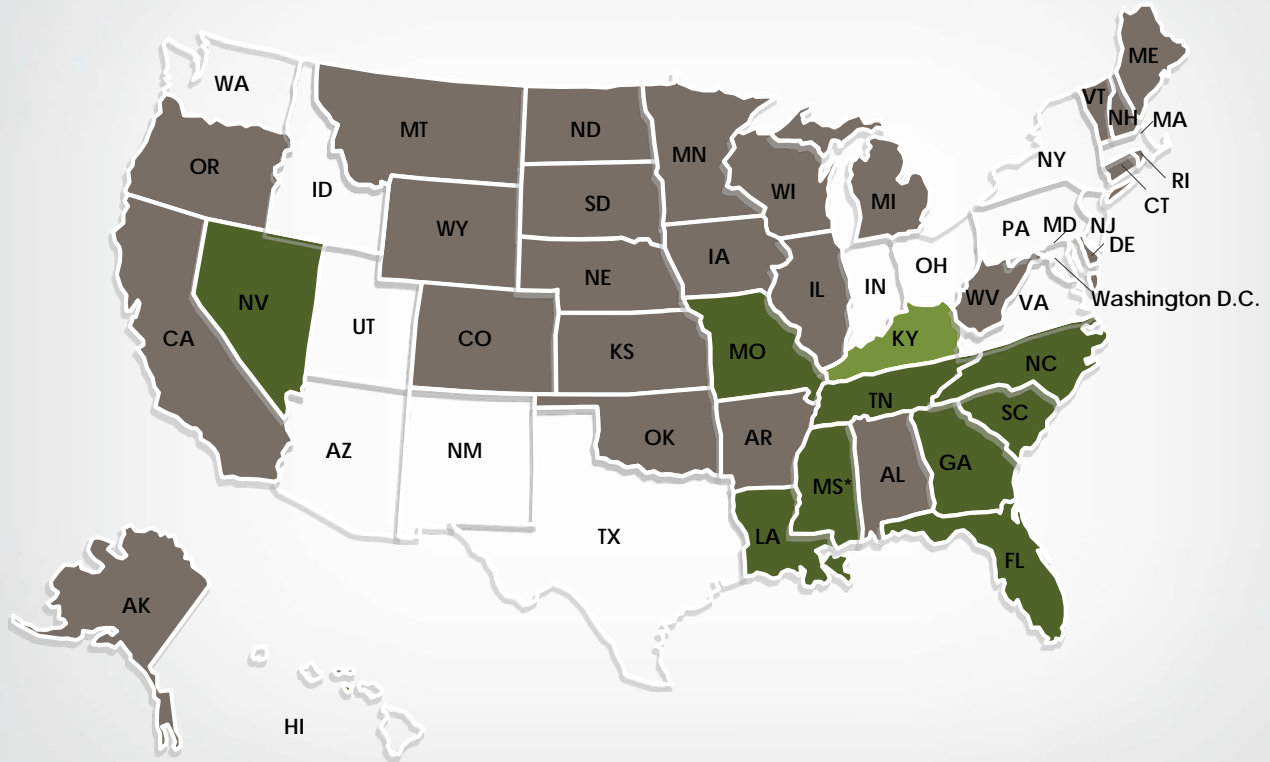 ME
WA
VT
NH
MA
MT
ND
MN
OR
NY
ID
WI
RI
SD
MI
CT
WY
PA
MD
NJ
DE
IA
OH
NE
IN
IL
WV
VA
Washington D.C.
NV
UT
CO
CA
KS
MO
KY
NC
TN
SC
OK
AR
AZ
NM
GA
AL
MS*
TX
LA
FL
AK
HI